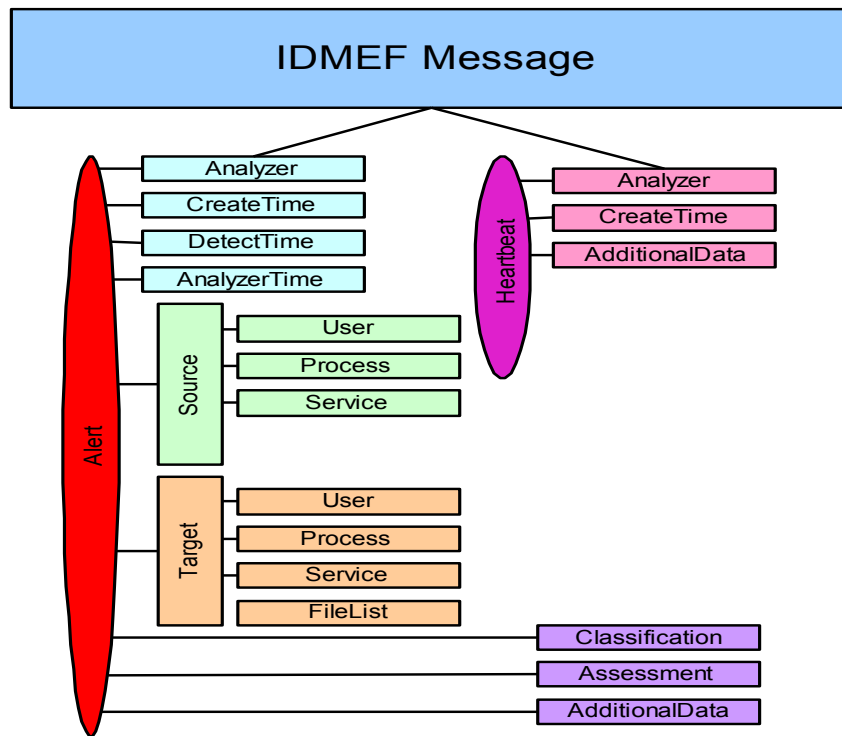 IDMEF Message
Alert
Analyzer
CreateTime
DetectTime
AnalyzerTime
Source
User
Process
Service
Target
User
Process
Service
FileList
Classification
Assessment
AdditionalData
Heartbeat
Analyzer
CreateTime
AdditionalData